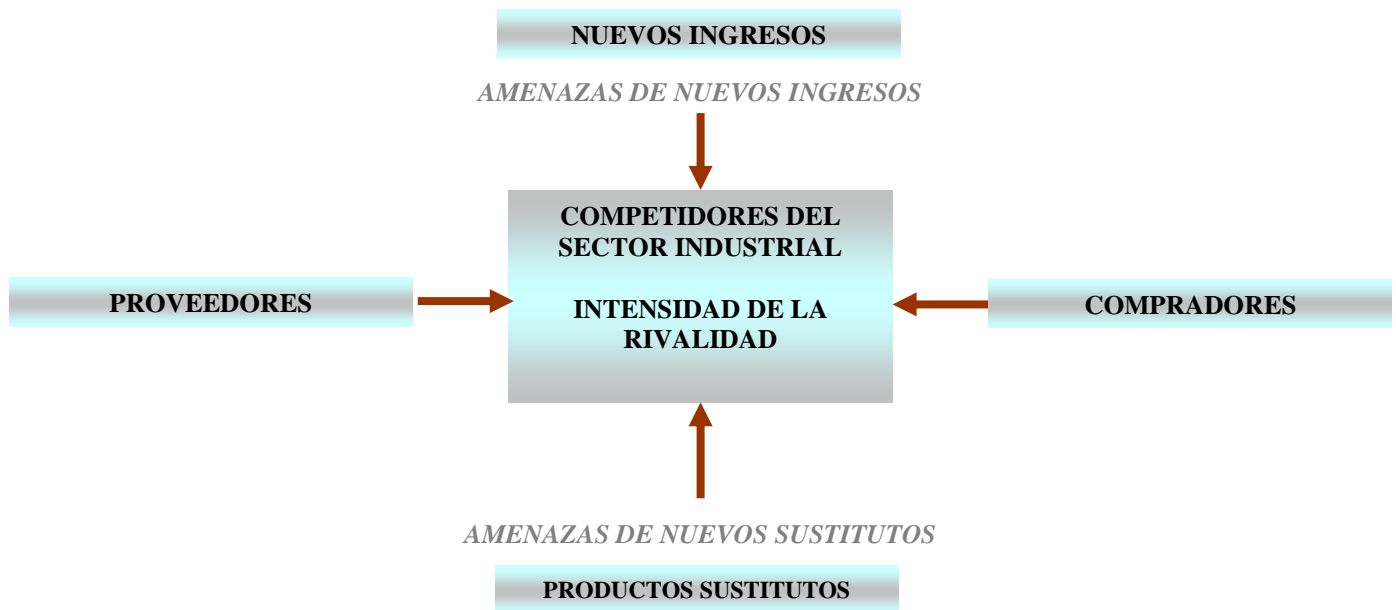 NUEVOS INGRESOS
AMENAZAS DE NUEVOS INGRESOS
COMPETIDORES DEL
SECTOR INDUSTRIAL
INTENSIDAD DE LA
RIVALIDAD
PROVEEDORES
COMPRADORES
AMENAZAS DE NUEVOS SUSTITUTOS
PRODUCTOS SUSTITUTOS